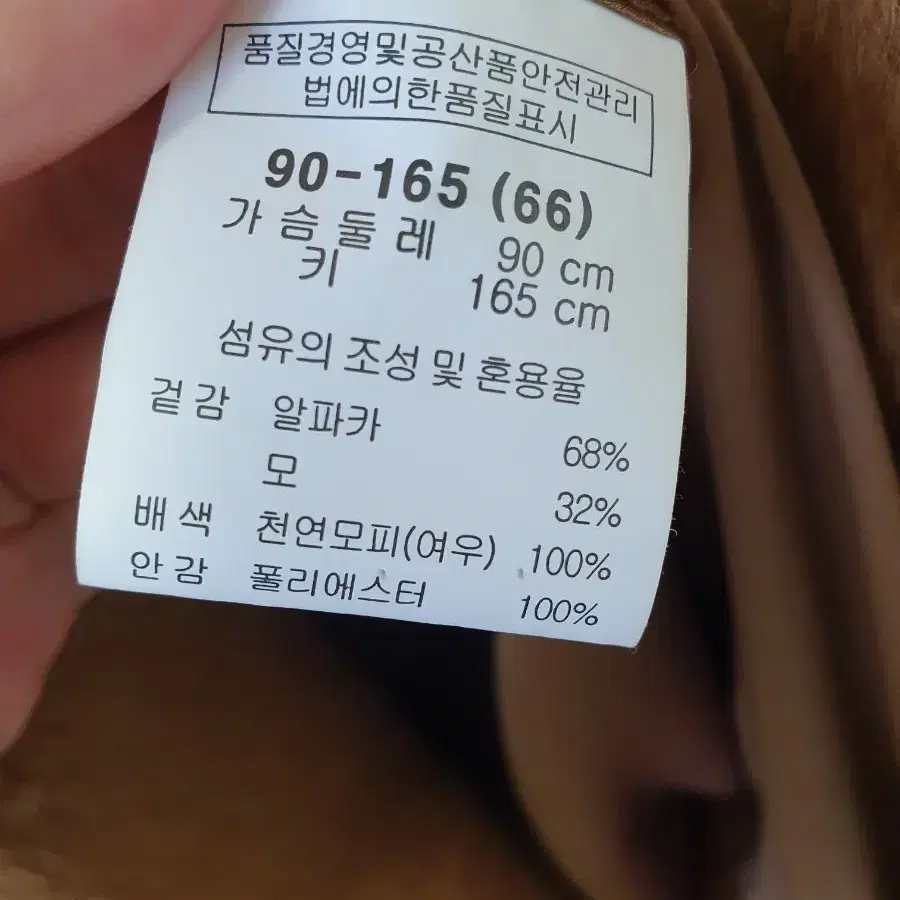 품질경영및공산품안전관리
법에의한품질표시
90-165 (66)
가 슴 둘 레 90 cm
키 165 cm
섬유의 조성 및 혼용율
겉 감 알파카 68%
모 32%
배 색 천연모피(여우) 100%
안 감 폴리에스터 100%